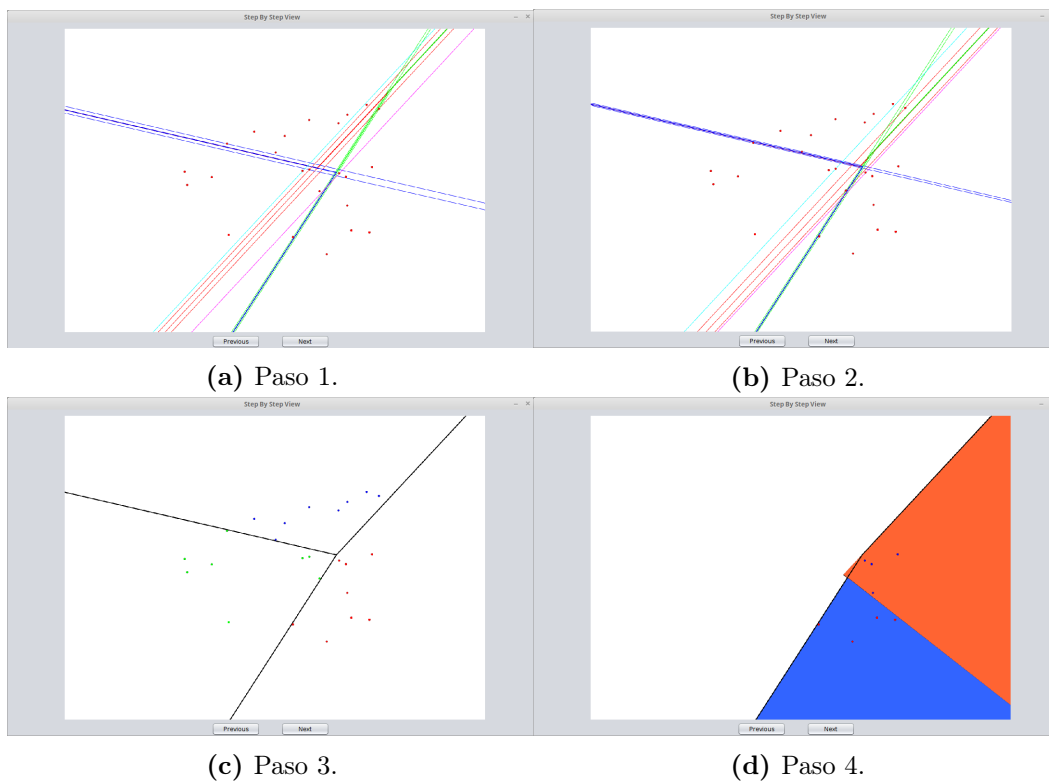 Step By Step View
Step By Step View
Previous Next
Previous Next
(a) Paso 1.
(b) Paso 2.
Step By Step View
Step By Step View
Previous Next
Previous Next
(c) Paso 3.
(d) Paso 4.